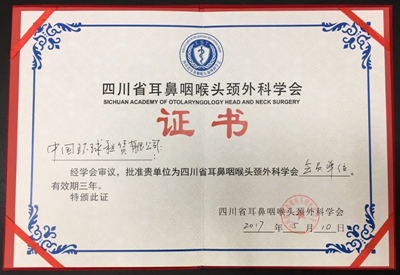 四川省耳鼻咽喉头颈外科学会
SICHUAN ACADEMY OF OTOLARYNGOLOGY HEAD AND NECK SURGERY
证书
中国环球租赁有限公司:
经学会审议，批准贵单位为四川省耳鼻咽喉头颈外科学会 会员单位。
有效期三年。
特颁此证
四川省耳鼻咽喉头颈外科学会
2017 年 5 月 10 日